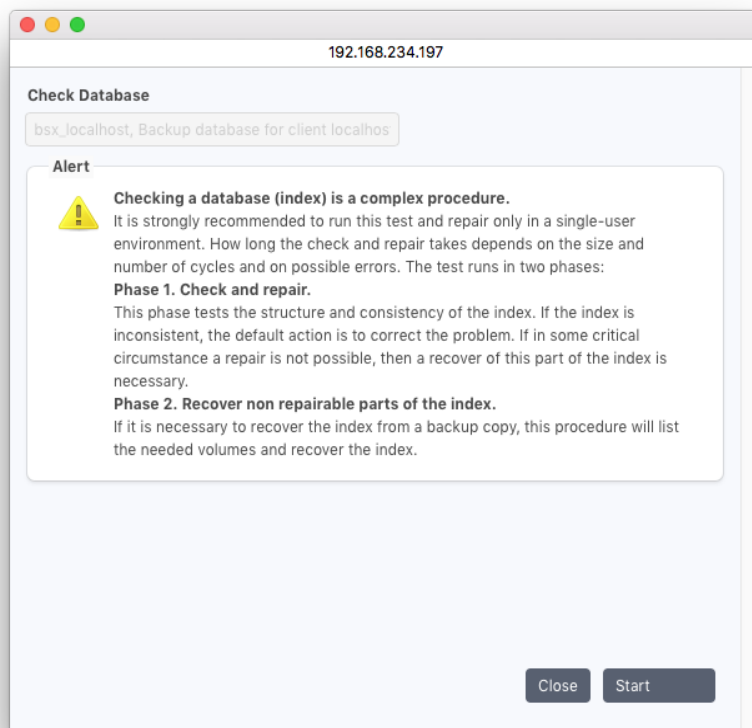 192.168.234.197
Check Database
bsx_localhost, Backup database for client localhos
Alert
Checking a database (index) is a complex procedure.
It is strongly recommended to run this test and repair only in a single-user
environment. How long the check and repair takes depends on the size and
number of cycles and on possible errors. The test runs in two phases:
Phase 1. Check and repair.
This phase tests the structure and consistency of the index. If the index is
inconsistent, the default action is to correct the problem. If in some critical
circumstance a repair is not possible, then a recover of this part of the index is
necessary.
Phase 2. Recover non repairable parts of the index.
If it is necessary to recover the index from a backup copy, this procedure will list
the needed volumes and recover the index.
Close Start